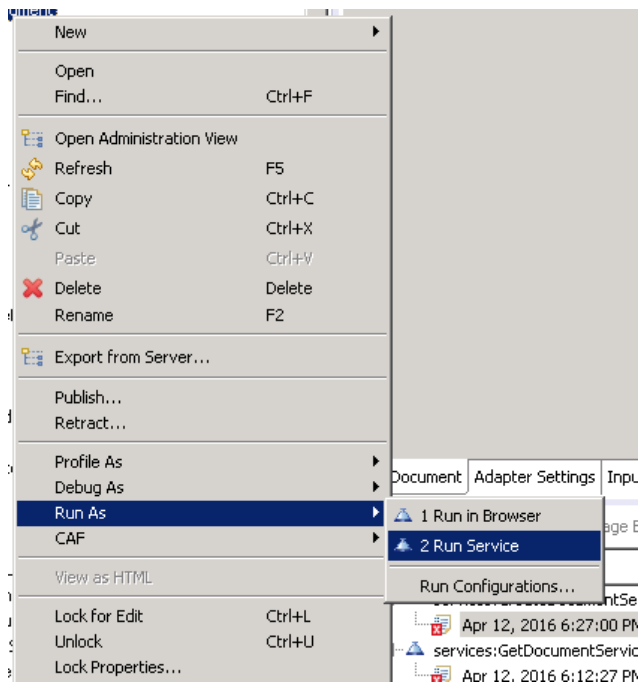 New
Open
Find... Ctrl+F
Open Administration View
Refresh F5
Copy Ctrl+C
Cut Ctrl+X
Paste Ctrl+V
Delete Delete
Rename F2
Export from Server...
Publish...
Retract...
Profile As
Debug As
Document Adapter Settings
Run As
1 Run in Browser
CAF
2 Run Service
View as HTML
Run Configurations...
Lock for Edit Ctrl+L
Apr 12, 2016 6:27:00 PM
Unlock Ctrl+U
services:GetDocumentServic
Lock Properties...
Apr 12, 2016 6:12:27 PM